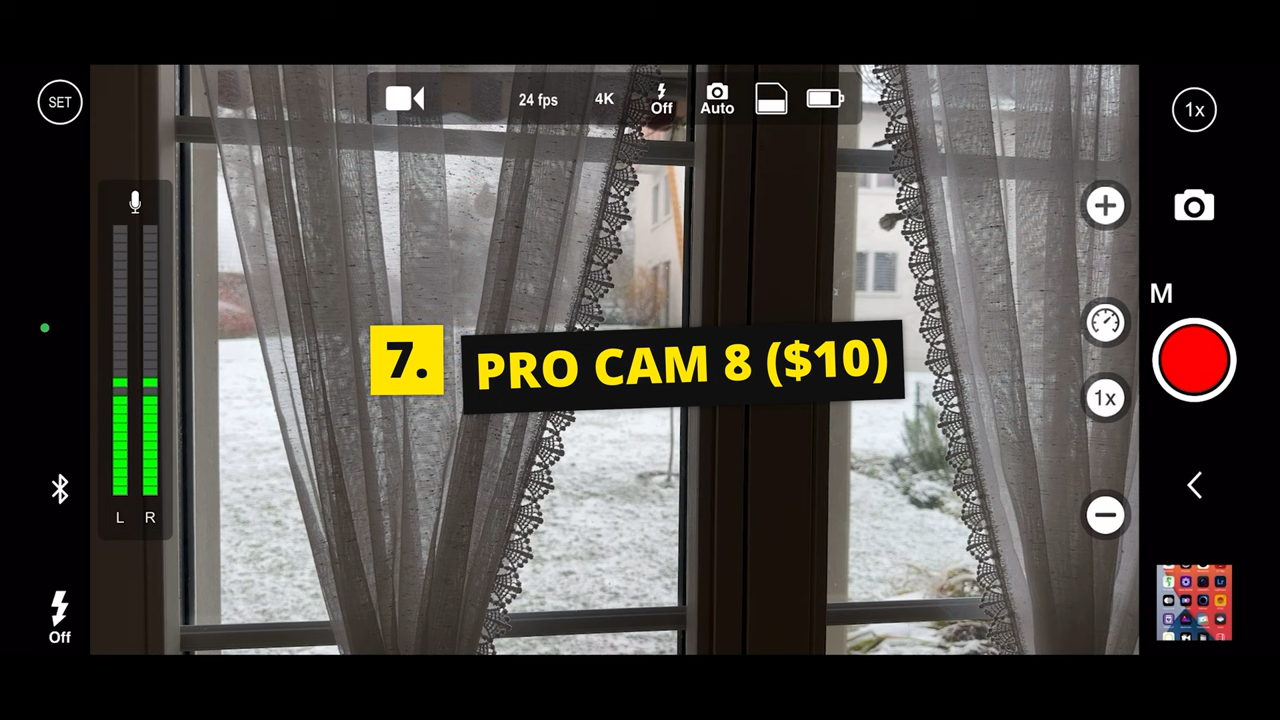 SET
24 fps
4K
Off
Auto
1x
M
7. PRO CAM 8 ($10)
1x
L R
Off